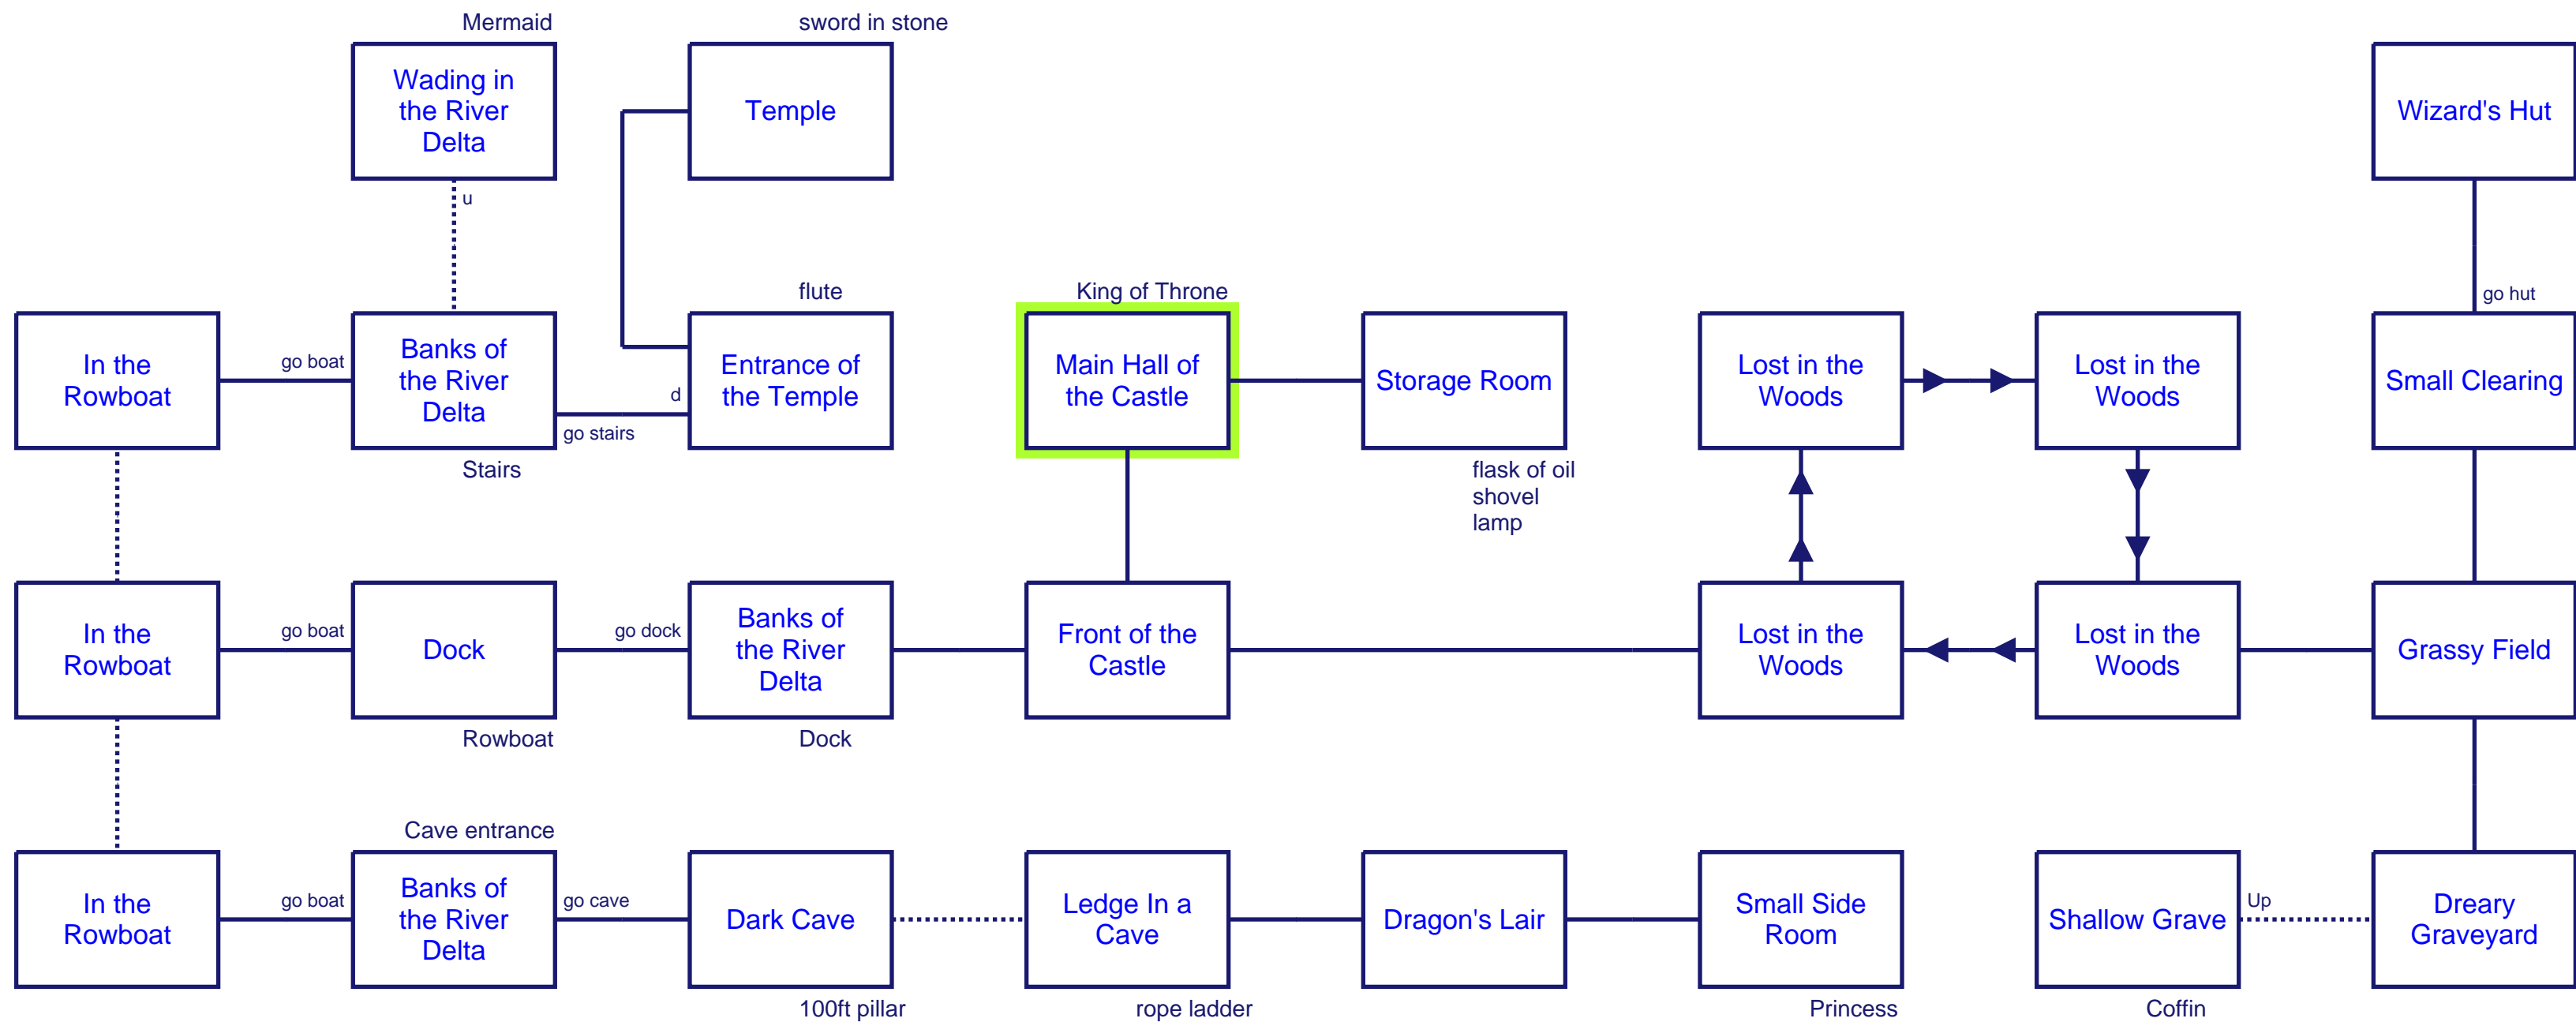 Mermaid
sword in stone
Wading in
the River
Delta
Temple
Wizard's Hut
u
flute
King of Throne
go hut
In the
Rowboat
go boat
Banks of
the River
Delta
go stairs
d
Entrance of
the Temple
Main Hall of
the Castle
Storage Room
Lost in the
Woods
Lost in the
Woods
Small Clearing
Stairs
flask of oil
shovel
lamp
In the
Rowboat
go boat
Dock
go dock
Banks of
the River
Delta
Front of the
Castle
Lost in the
Woods
Lost in the
Woods
Grassy Field
Rowboat
Dock
Cave entrance
In the
Rowboat
go boat
Banks of
the River
Delta
go cave
Dark Cave
Ledge In a
Cave
Dragon's Lair
Small Side
Room
Shallow Grave
Up
Dreary
Graveyard
100ft pillar
rope ladder
Princess
Coffin